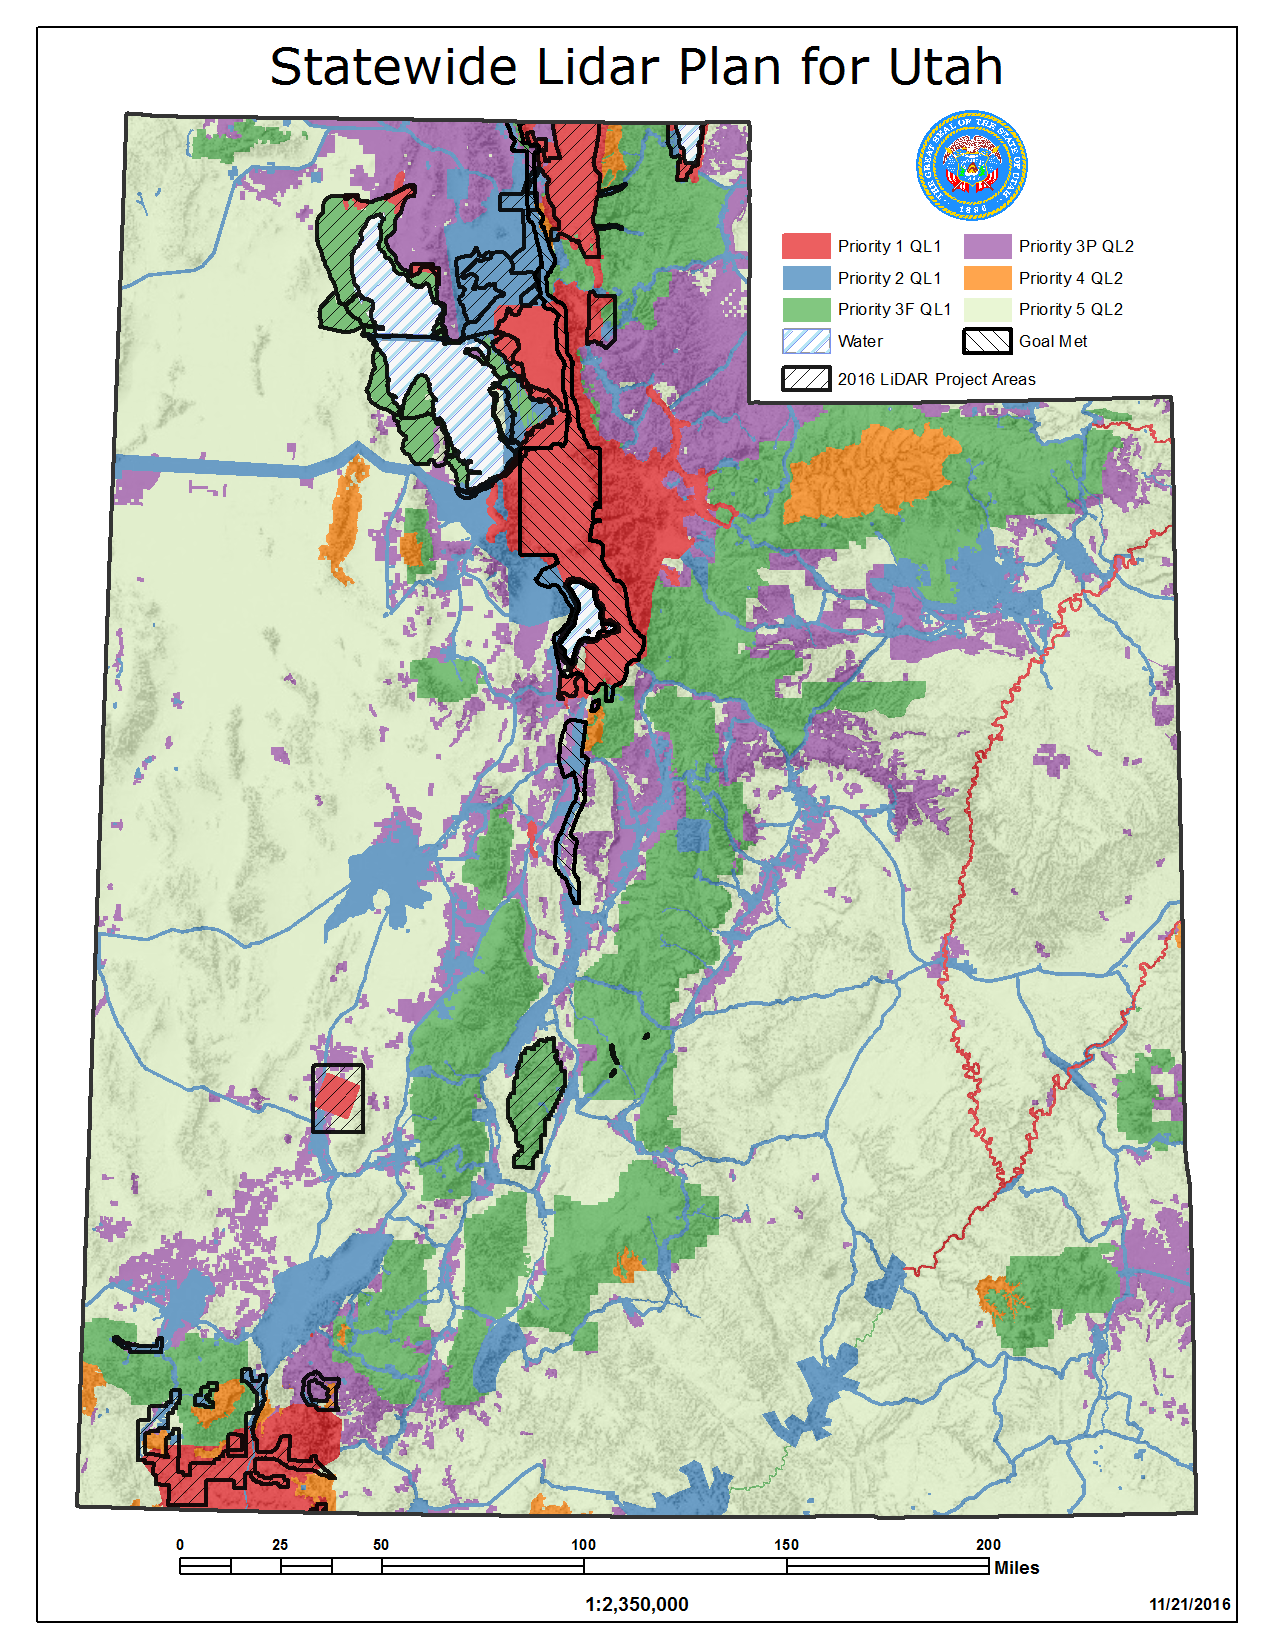 Statewide Lidar Plan for Utah
THE GREAT SEAL OF THE STATE OF UTAH
1896
Priority 1 QL1
Priority 3P QL2
Priority 2 QL1
Priority 4 QL2
Priority 3F QL1
Priority 5 QL2
Water
Goal Met
2016 LiDAR Project Areas
0 25 50 100 150 200
Miles
1:2,350,000
11/21/2016